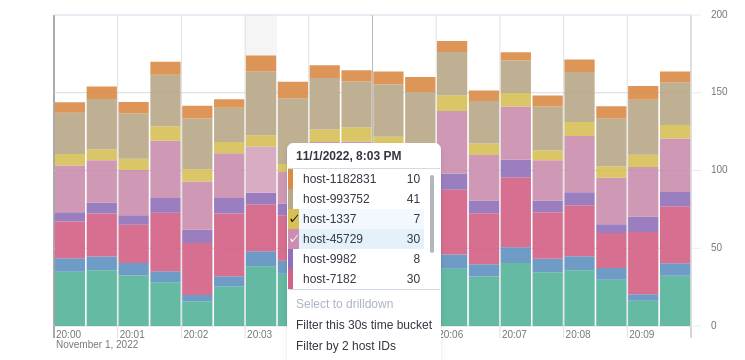 200
150
100
50
0
11/1/2022, 8:03 PM
host-1182831 10
host-993752 41
host-1337 7
host-45729 30
host-9982 8
host-7182 30
Select to drilldown
Filter this 30s time bucket
Filter by 2 host IDs
20:00 20:01 20:02 20:03 20:06 20:07 20:08 20:09
November 1, 2022